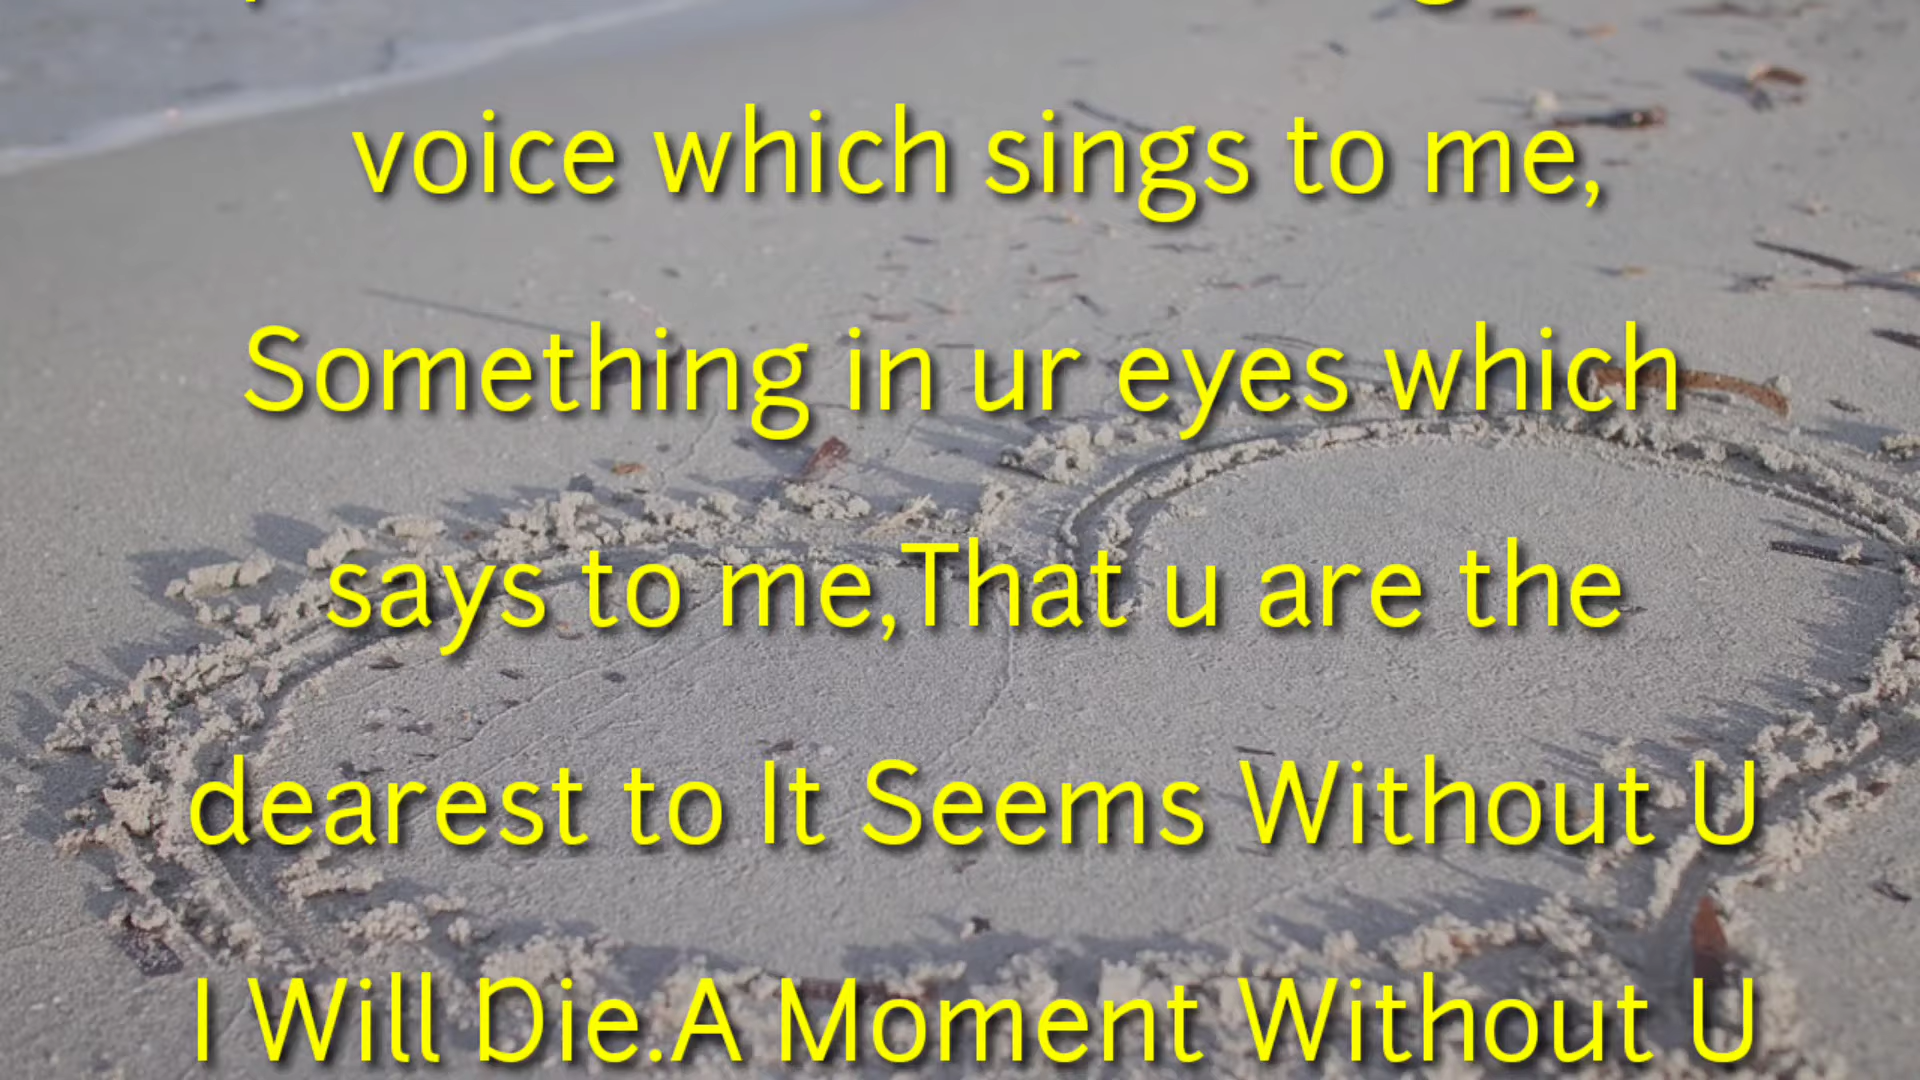 voice which sings to me,
Something in ur eyes which
says to me,That u are the
dearest to It Seems Without U
I Will Die.A Moment Without U